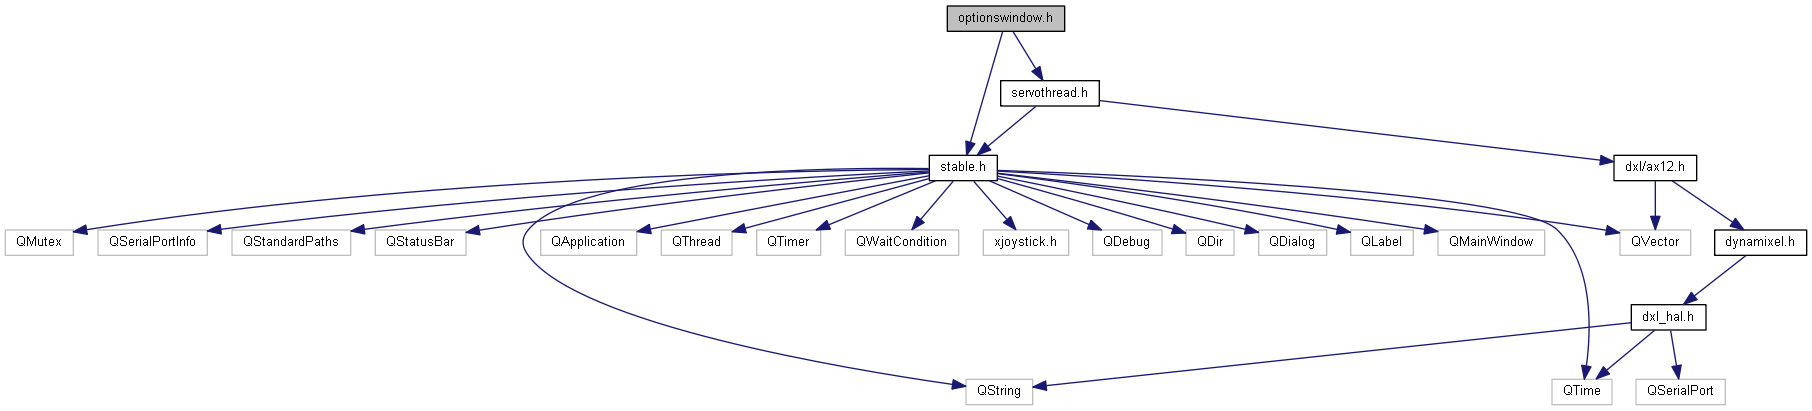 optionswindow.h
servothread.h
stable.h
dxl/ax12.h
QMutex
QSerialPortInfo
QStandardPaths
QStatusBar
QApplication
QThread
QTimer
QWaitCondition
xjoystick.h
QDebug
QDir
QDialog
QLabel
QMainWindow
QVector
dynamixel.h
dxl_hal.h
QString
QTime
QSerialPort